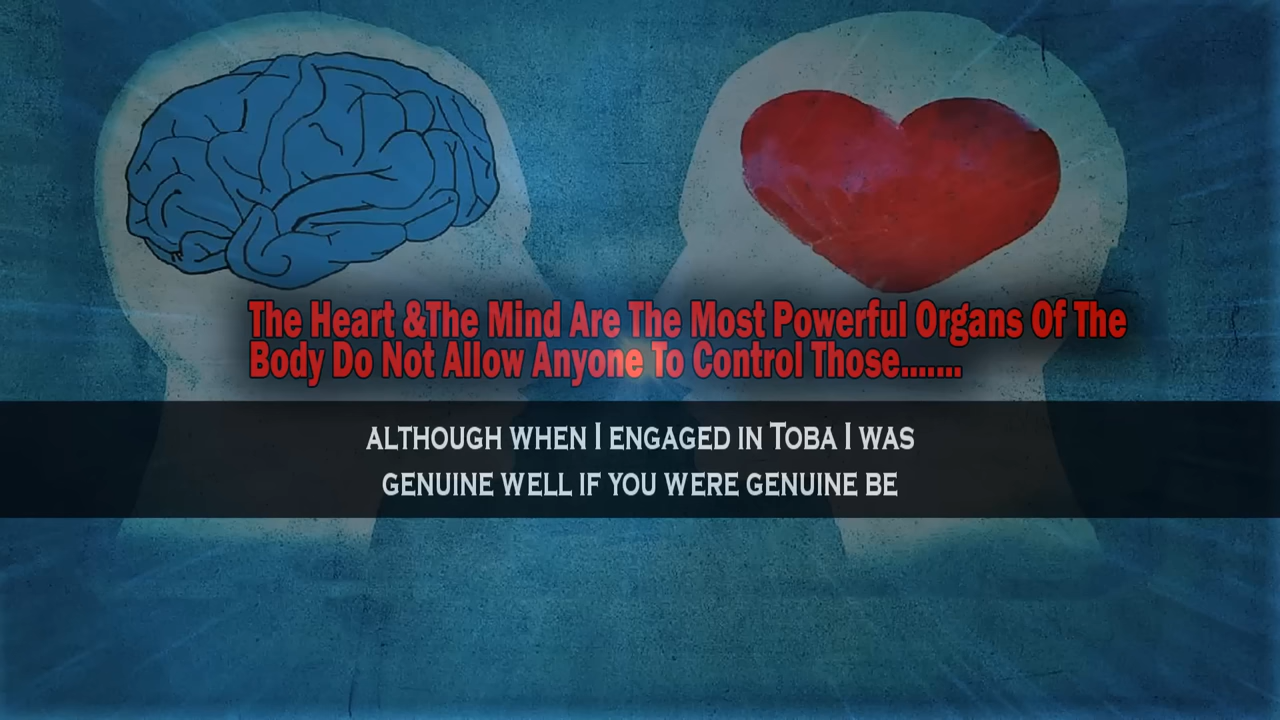 The Heart &The Mind Are The Most Powerful Organs Of The
Body Do Not Allow Anyone To Control Those.......
ALTHOUGH WHEN I ENGAGED IN TOBA I WAS
GENUINE WELL IF YOU WERE GENUINE BE